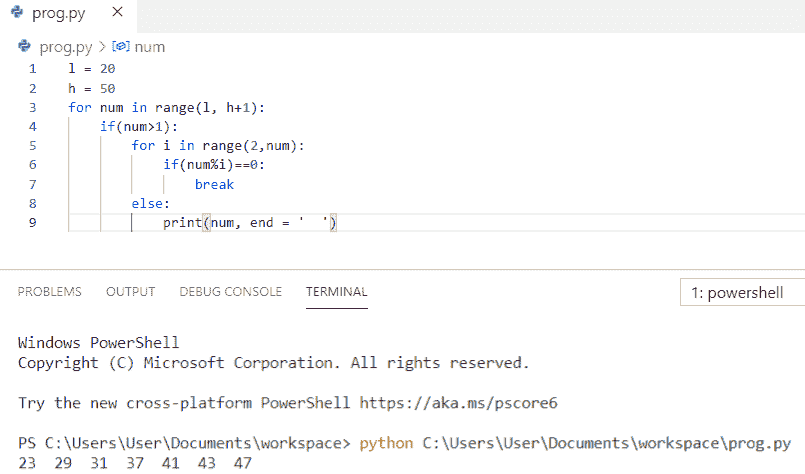 prog.py ×
prog.py > num
1 l = 20
2 h = 50
3 for num in range(l, h+1):
4     if(num>1):
5         for i in range(2,num):
6             if(num%i)==0:
7                 break
8         else:
9             print(num, end = '  ')
PROBLEMS OUTPUT DEBUG CONSOLE TERMINAL 1: powershell
Windows PowerShell
Copyright (C) Microsoft Corporation. All rights reserved.
Try the new cross-platform PowerShell https://aka.ms/pscore6
PS C:\Users\User\Documents\workspace> python C:\Users\User\Documents\workspace\prog.py
23  29  31  37  41  43  47